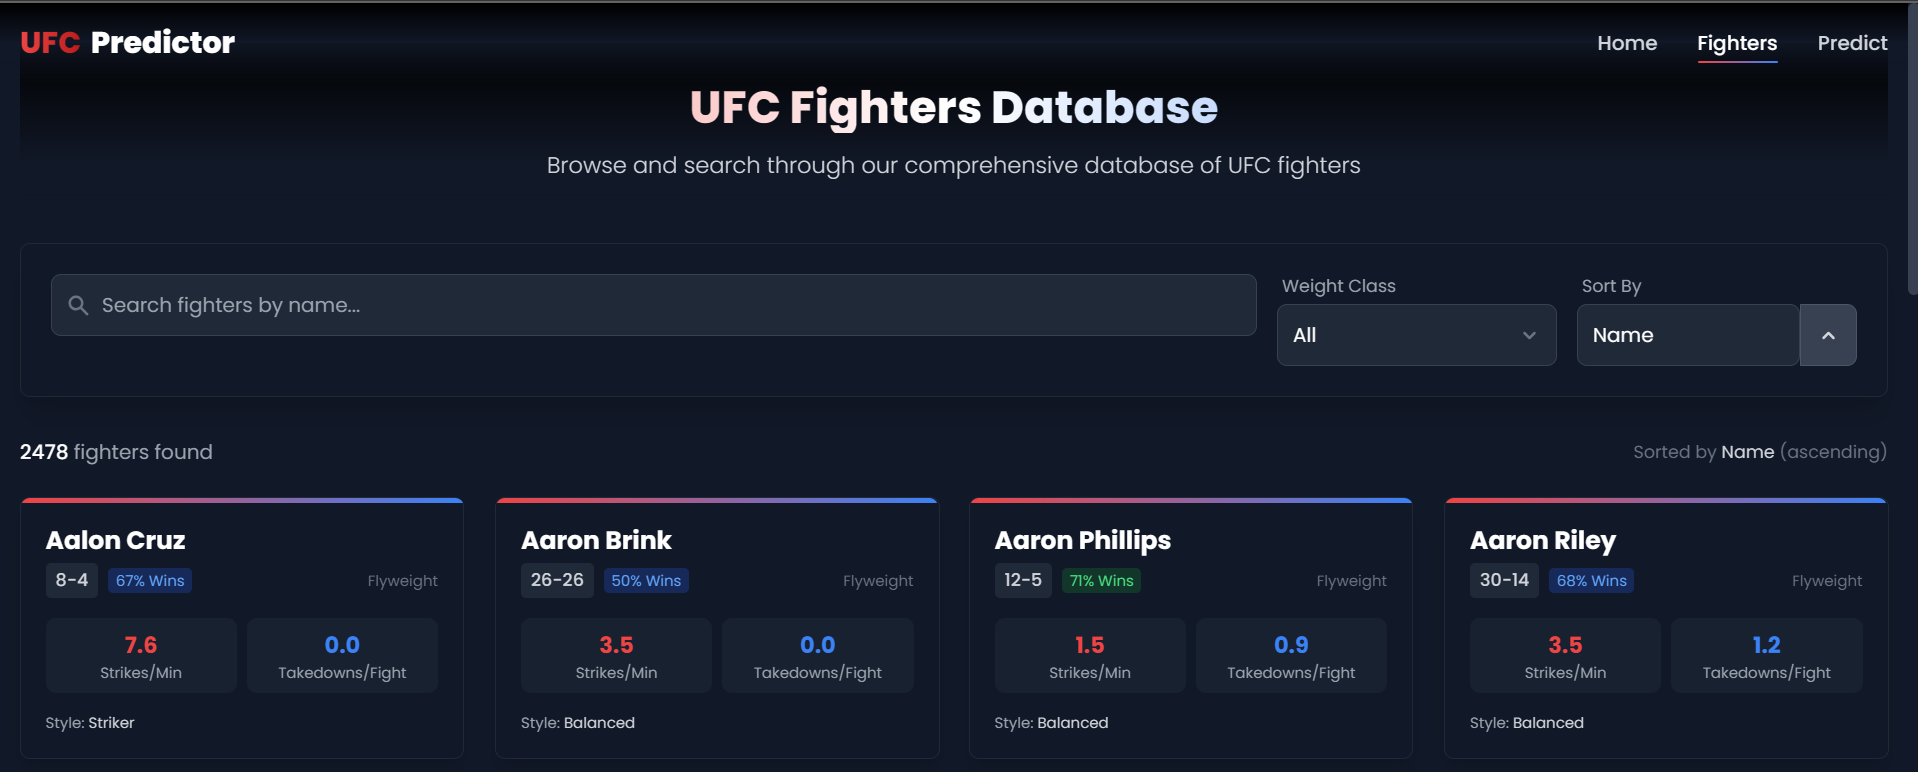 UFC Predictor
Home
Fighters
Predict
UFC Fighters Database
Browse and search through our comprehensive database of UFC fighters
Search fighters by name...
Weight Class
All
Sort By
Name
2478 fighters found
Sorted by Name (ascending)
Aalon Cruz
8-4
67% Wins
Flyweight
7.6
Strikes/Min
0.0
Takedowns/Fight
Style: Striker
Aaron Brink
26-26
50% Wins
Flyweight
3.5
Strikes/Min
0.0
Takedowns/Fight
Style: Balanced
Aaron Phillips
12-5
71% Wins
Flyweight
1.5
Strikes/Min
0.9
Takedowns/Fight
Style: Balanced
Aaron Riley
30-14
68% Wins
Flyweight
3.5
Strikes/Min
1.2
Takedowns/Fight
Style: Balanced